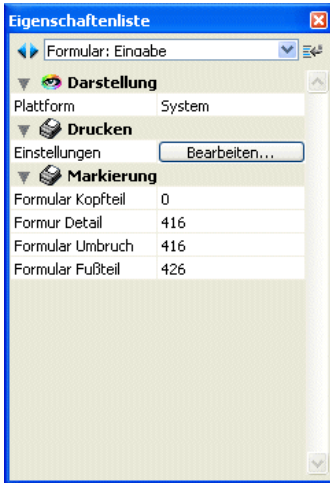 Eigenschaftenliste
Formular: Eingabe
Darstellung
Plattform System
Drucken
Einstellungen Bearbeiten...
Markierung
Formular Kopfteil 0
Formur Detail 416
Formular Umbruch 416
Formular Fußteil 426